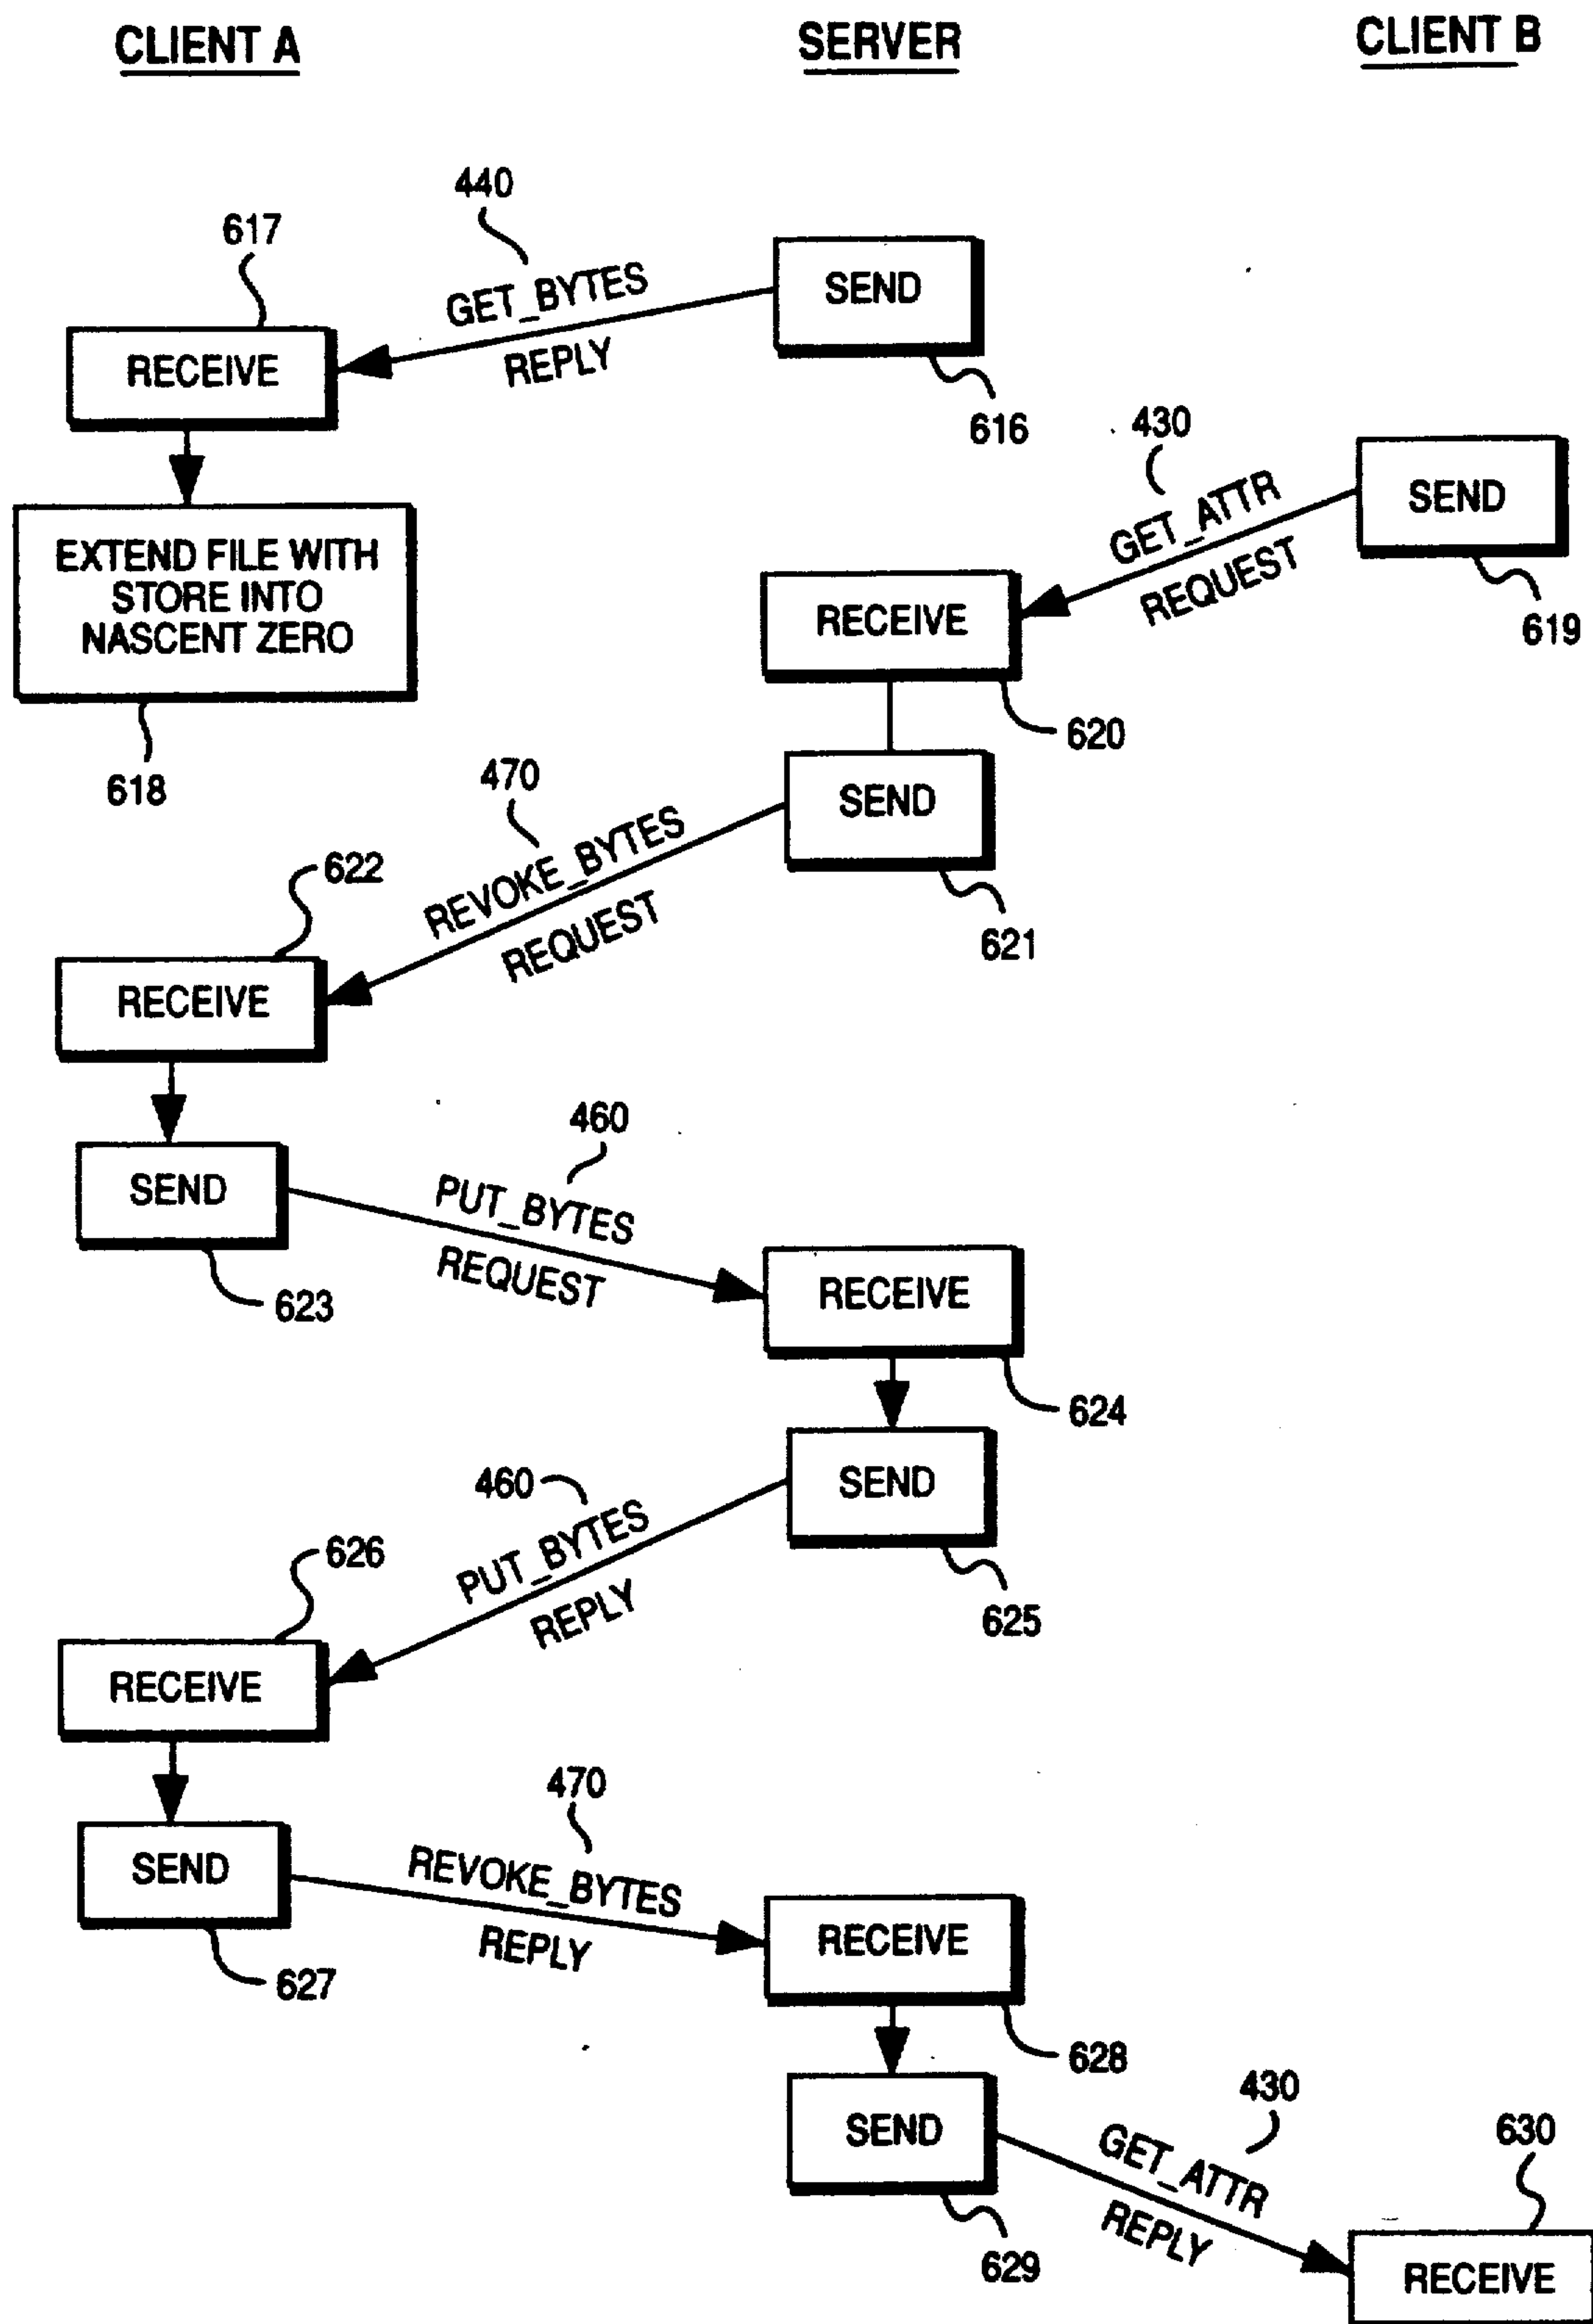 CLIENT A
SERVER
CLIENT B
440
617
GET_BYTES
SEND
RECEIVE
REPLY
616
430
SEND
GET_ATTR
EXTEND FILE WITH
STORE INTO
NASCENT ZERO
REQUEST
RECEIVE
619
620
618
470
SEND
REVOKE_BYTES
622
REQUEST
621
RECEIVE
460
SEND
PUT_BYTES
REQUEST
RECEIVE
623
624
460
SEND
PUT_BYTES
626
REPLY
625
RECEIVE
470
SEND
REVOKE_BYTES
REPLY
RECEIVE
627
628
430
SEND
GET_ATTR
630
REPLY
629
RECEIVE